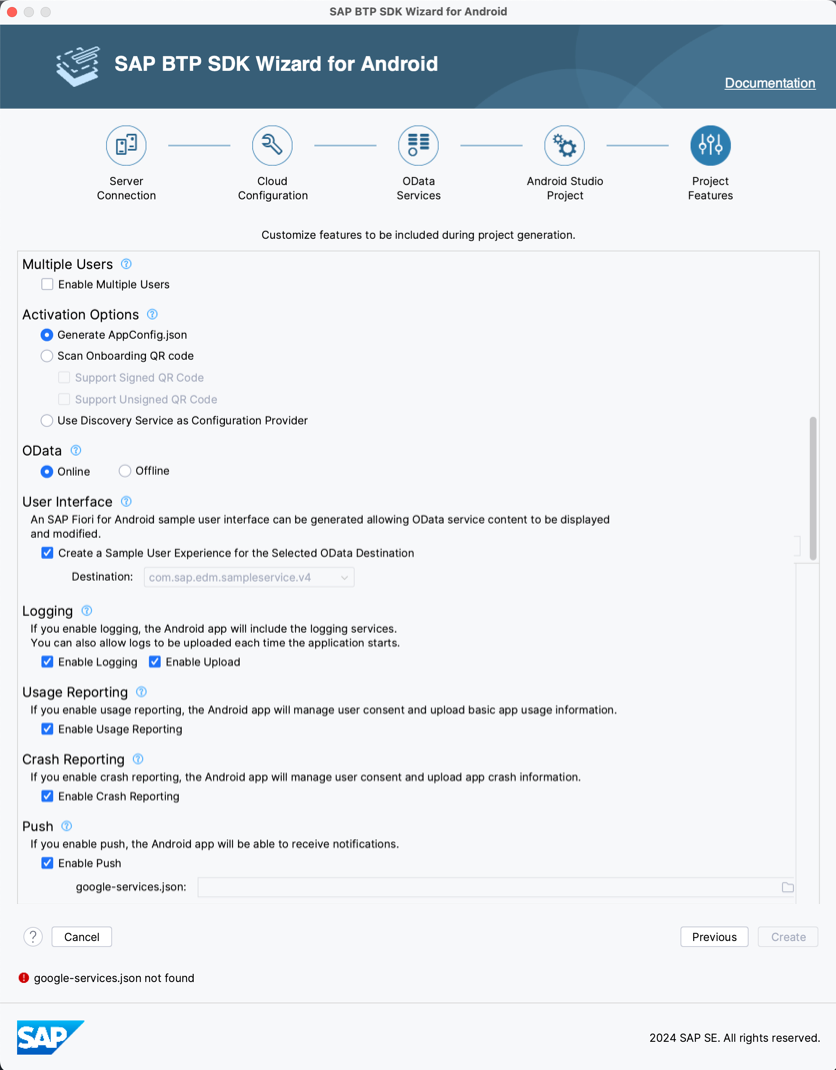 SAP BTP SDK Wizard for Android
SAP BTP SDK Wizard for Android
Documentation
Server
Connection
Cloud
Configuration
OData
Services
Android Studio
Project
Project
Features
Customize features to be included during project generation.
Multiple Users ?
Enable Multiple Users
Activation Options ?
Generate AppConfig.json
Scan Onboarding QR code
Support Signed QR Code
Support Unsigned QR Code
Use Discovery Service as Configuration Provider
OData ?
Online Offline
User Interface ?
An SAP Fiori for Android sample user interface can be generated allowing OData service content to be displayed
and modified.
Create a Sample User Experience for the Selected OData Destination
Destination: com.sap.edm.sampleservice.v4
Logging ?
If you enable logging, the Android app will include the logging services.
You can also allow logs to be uploaded each time the application starts.
Enable Logging Enable Upload
Usage Reporting ?
If you enable usage reporting, the Android app will manage user consent and upload basic app usage information.
Enable Usage Reporting
Crash Reporting ?
If you enable crash reporting, the Android app will manage user consent and upload app crash information.
Enable Crash Reporting
Push ?
If you enable push, the Android app will be able to receive notifications.
Enable Push
google-services.json:
? Cancel Previous Create
! google-services.json not found
SAP
2024 SAP SE. All rights reserved.